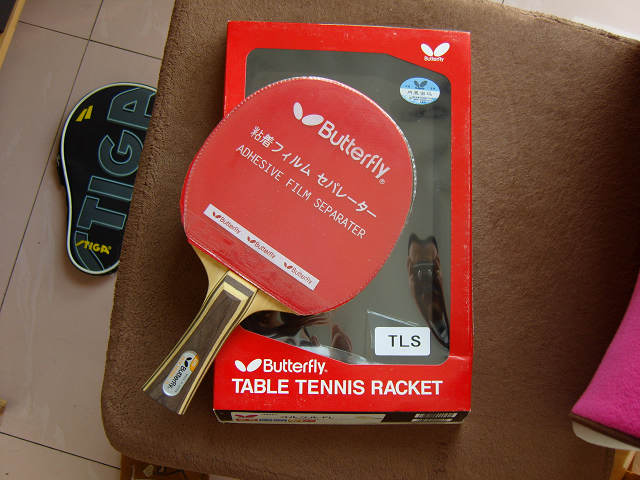 Butterfly
STIGA
STIGA
Butterfly®
粘着フィルム セパレーター
ADHESIVE FILM SEPARATER
Butterfly Butterfly Butterfly
TLS
Butterfly
Butterfly®
TABLE TENNIS RACKET